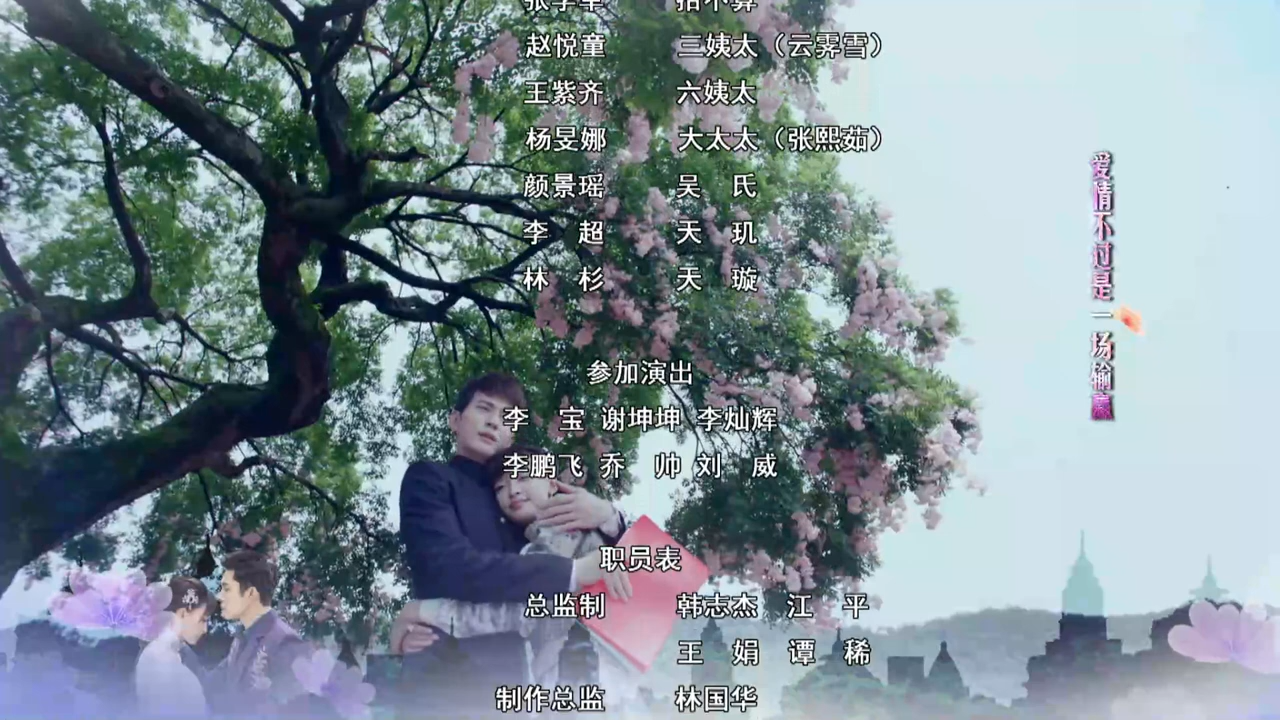 赵悦童 三姨太（云霁雪）
王紫齐 六姨太
杨旻娜 大太太（张熙茹）
颜景瑶 吴 氏
李 超 天 玑
林 杉 天 璇
参加演出
李 宝 谢坤坤 李灿辉
李鹏飞 乔 帅 刘 威
职员表
总监制 韩志杰 江 平
王 娟 谭 稀
制作总监 林国华
爱情不过是一场输赢